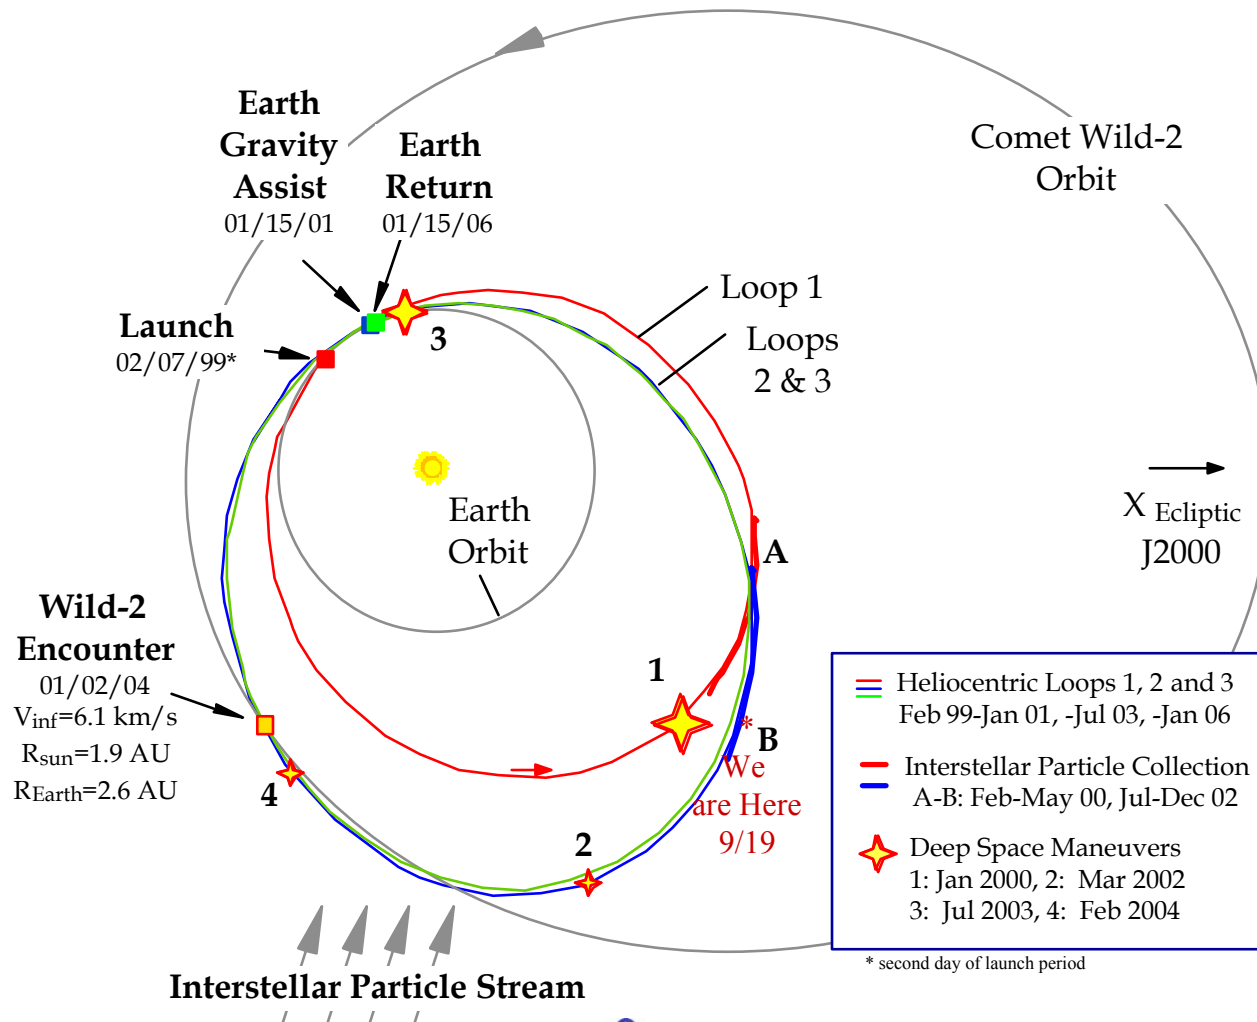 Earth
Gravity
Assist
01/15/01
Earth
Return
01/15/06
Comet Wild-2
Orbit
Launch
02/07/99*
3
Loop 1
Loops
2 & 3
Earth
Orbit
X Ecliptic
J2000
A
Wild-2
Encounter
01/02/04
Vinf=6.1 km/s
Rsun=1.9 AU
REarth=2.6 AU
1
*
B
We
are Here
9/19
4
2
Heliocentric Loops 1, 2 and 3
Feb 99-Jan 01, -Jul 03, -Jan 06
Interstellar Particle Collection
A-B: Feb-May 00, Jul-Dec 02
Deep Space Maneuvers
1: Jan 2000, 2: Mar 2002
3: Jul 2003, 4: Feb 2004
* second day of launch period
Interstellar Particle Stream